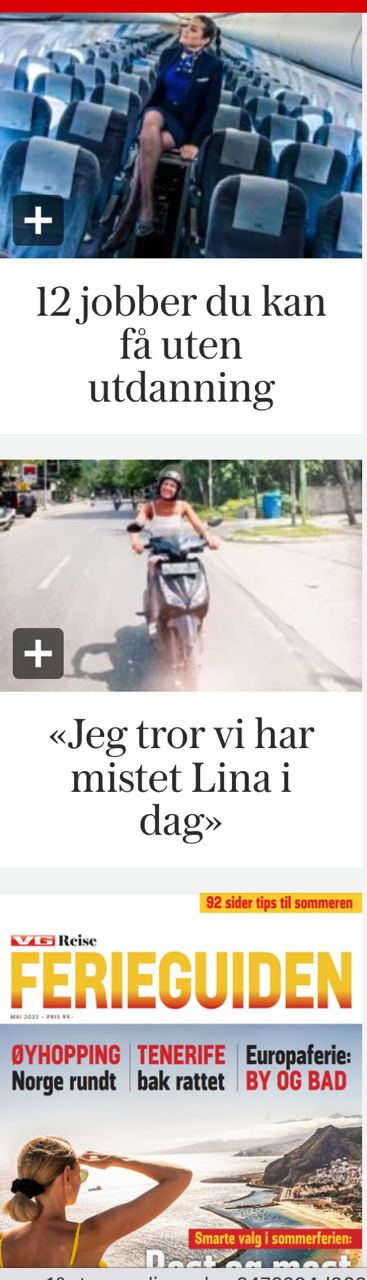 12 jobber du kan
få uten
utdanning
«Jeg tror vi har
mistet Lina i
dag»
92 sider tips til sommeren
VG Reise
FERIEGUIDEN
MAI 2023 – PRIS 99,-
ØYHOPPING
Norge rundt
TENERIFE
bak rattet
Europaferie:
BY OG BAD
Smarte valg i sommerferien: